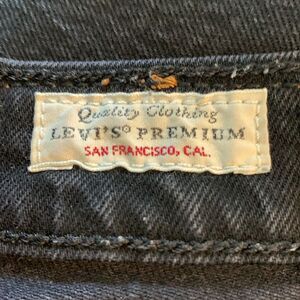 Quality Clothing
LEVI'S® PREMIUM
SAN FRANCISCO, CAL.